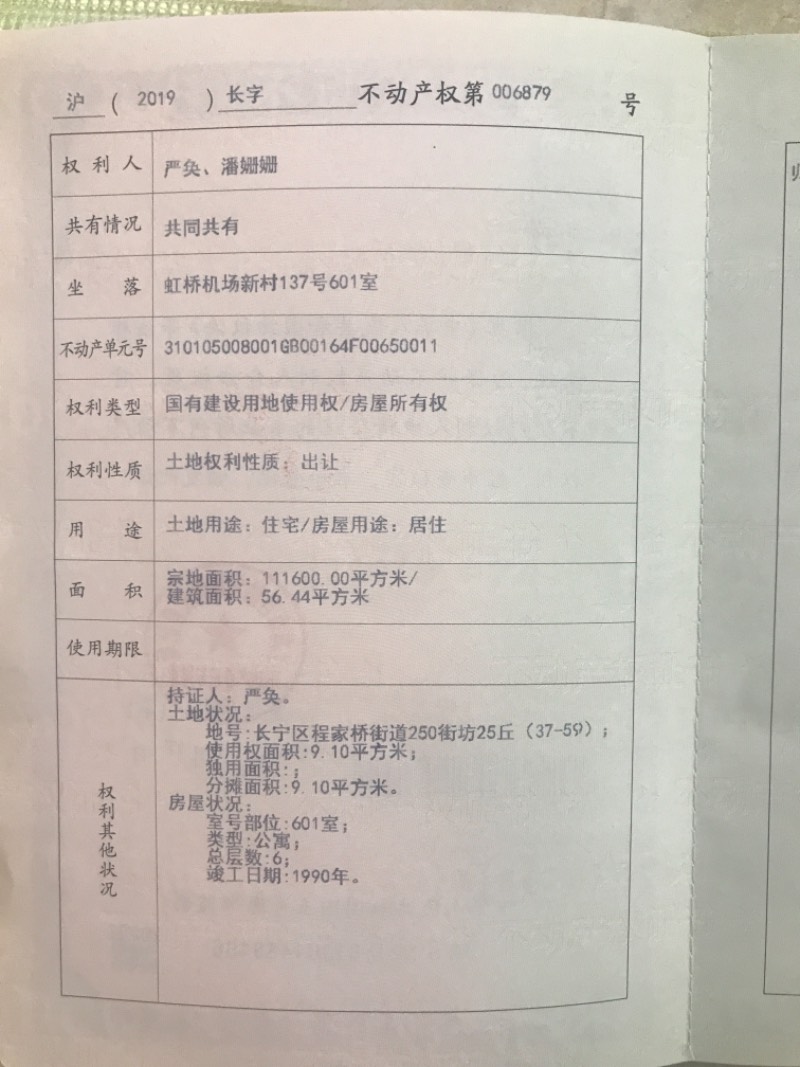 沪 ( 2019 ) 长字 不动产权第 006879 号
权利人 严奂、潘姗姗
共有情况 共同共有
坐落 虹桥机场新村137号601室
不动产单元号 310105008001GB00164F00650011
权利类型 国有建设用地使用权/房屋所有权
权利性质 土地权利性质：出让
用途 土地用途：住宅/房屋用途：居住
面积 宗地面积：111600.00平方米/
建筑面积：56.44平方米
使用期限
权利其他状况
持证人：严奂。
土地状况：
地号:长宁区程家桥街道250街坊25丘（37-59）；
使用权面积:9.10平方米；
独用面积:；
分摊面积:9.10平方米。
房屋状况：
室号部位:601室；
类型:公寓；
总层数:6；
竣工日期:1990年。